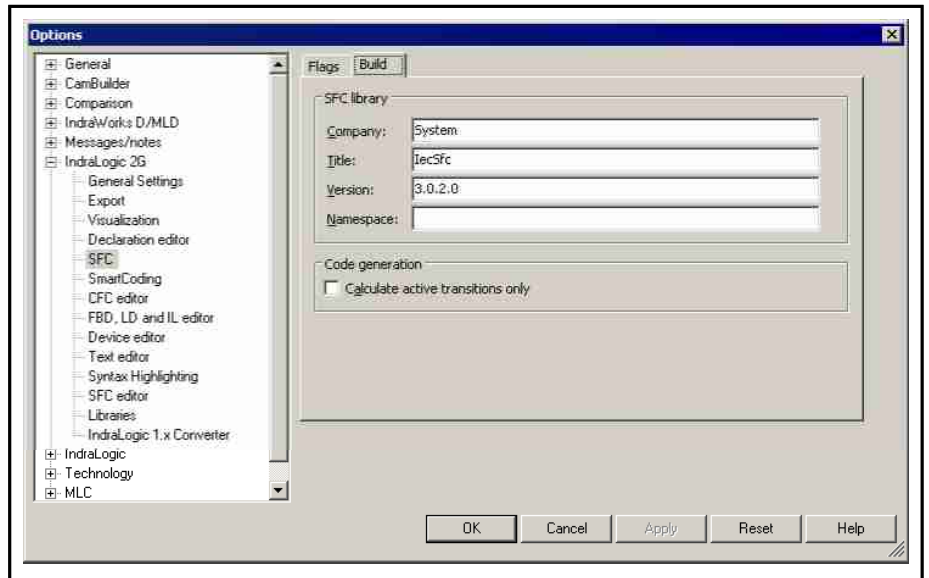 Options
General
CamBuilder
Comparison
IndraWorks D/MLD
Messages/notes
IndraLogic 2G
General Settings
Export
Visualization
Declaration editor
SFC
SmartCoding
CFC editor
FBD, LD and IL editor
Device editor
Text editor
Syntax Highlighting
SFC editor
Libraries
IndraLogic 1.x Converter
IndraLogic
Technology
MLC
Flags Build
SFC library
Company: System
Title: IecSfc
Version: 3.0.2.0
Namespace:
Code generation
Calculate active transitions only
OK Cancel Apply Reset Help